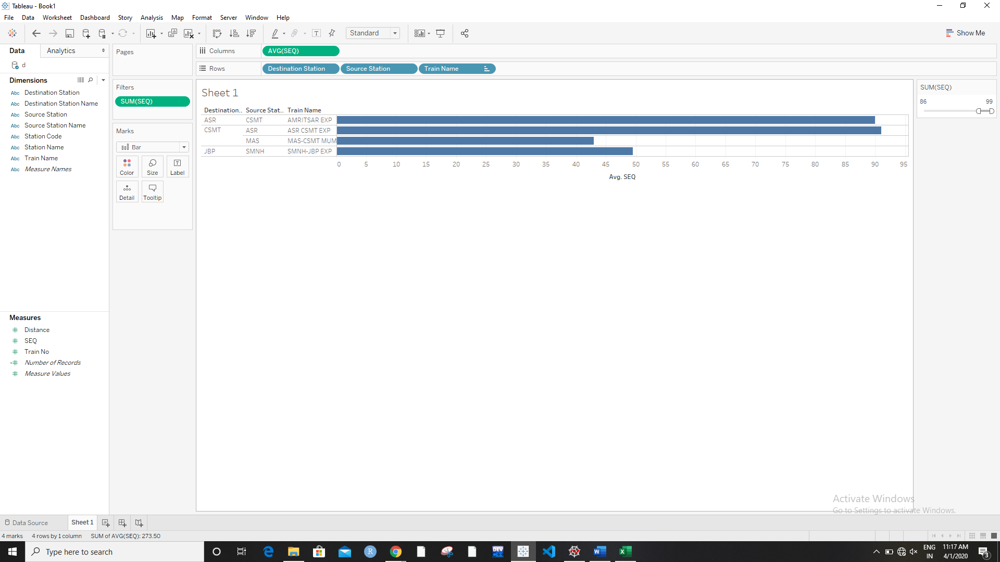 Tableau - Book1
File Data Worksheet Dashboard Story Analysis Map Format Server Window Help
Standard
Show Me
Data Analytics
d
Dimensions
Abc Destination Station
Abc Destination Station Name
Abc Source Station
Abc Source Station Name
Abc Station Code
Abc Station Name
Abc Train Name
Abc Measure Names
Measures
Distance
SEQ
Train No
Number of Records
Measure Values
Pages
Filters
SUM(SEQ)
Marks
Bar
Color Size Label
Detail Tooltip
Columns AVG(SEQ)
Rows Destination Station Source Station Train Name
Sheet 1
Destination.. Source Stat.. Train Name
ASR CSMT AMRITSAR EXP
CSMT ASR ASR CSMT EXP
MAS MAS-CSMT MUM
JBP SMNH SMNH-JBP EXP
0 5 10 15 20 25 30 35 40 45 50 55 60 65 70 75 80 85 90 95
Avg. SEQ
SUM(SEQ)
86 99
Activate Windows
Go to Settings to activate Windows.
Data Source Sheet 1
4 marks 4 rows by 1 column SUM of AVG(SEQ): 273.50
Type here to search
R
DEV
W
X
ENG
IN
11:17 AM
4/1/2020
3